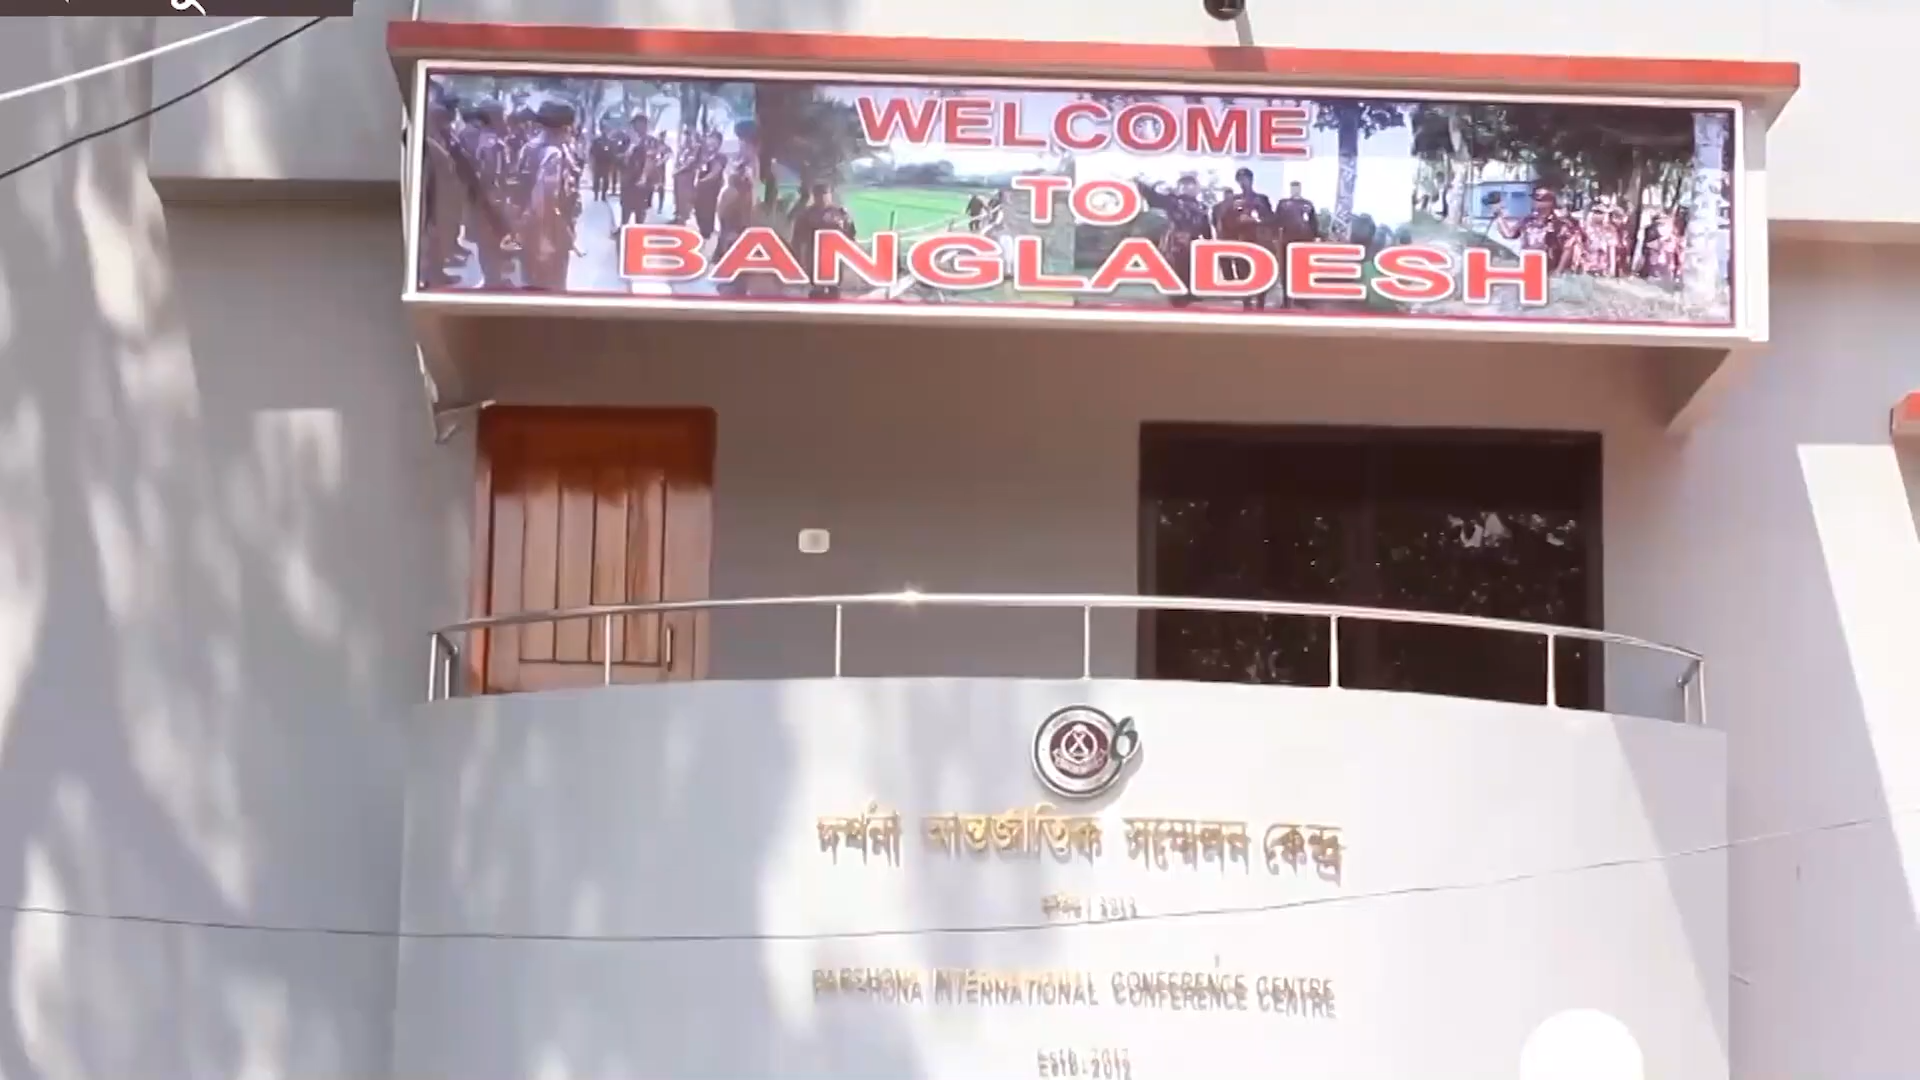 WELCOME
TO
BANGLADESH
দর্শনা আন্তর্জাতিক সম্মেলন কেন্দ্র
DARSHONA INTERNATIONAL CONFERENCE CENTRE
Estd. 2012